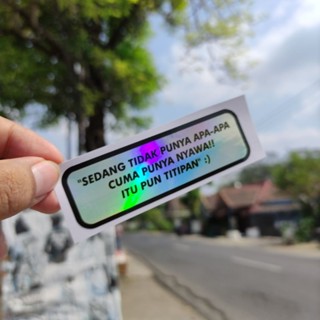 "SEDANG TIDAK PUNYA APA-APA
CUMA PUNYA NYAWA!!
ITU PUN TITIPAN" :)